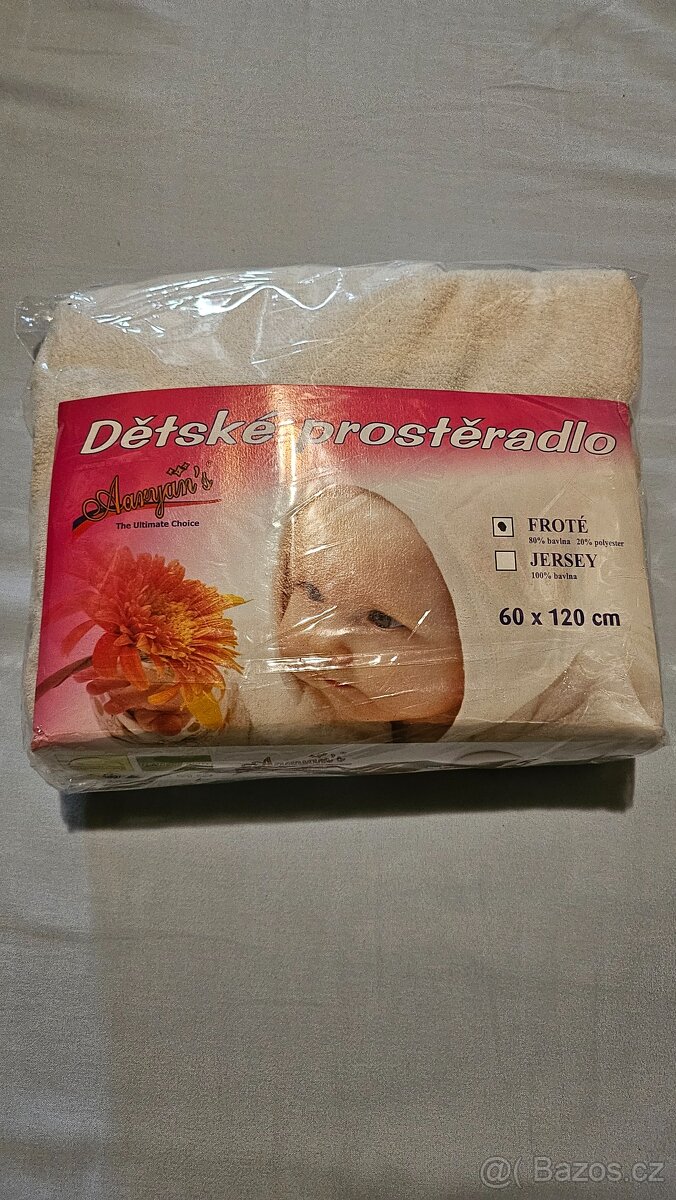 Dětské prostěradlo
Aaryan's
The Ultimate Choice
FROTÉ
80% bavlna 20% polyester
JERSEY
100% bavlna
60 x 120 cm
@( Bazos.cz